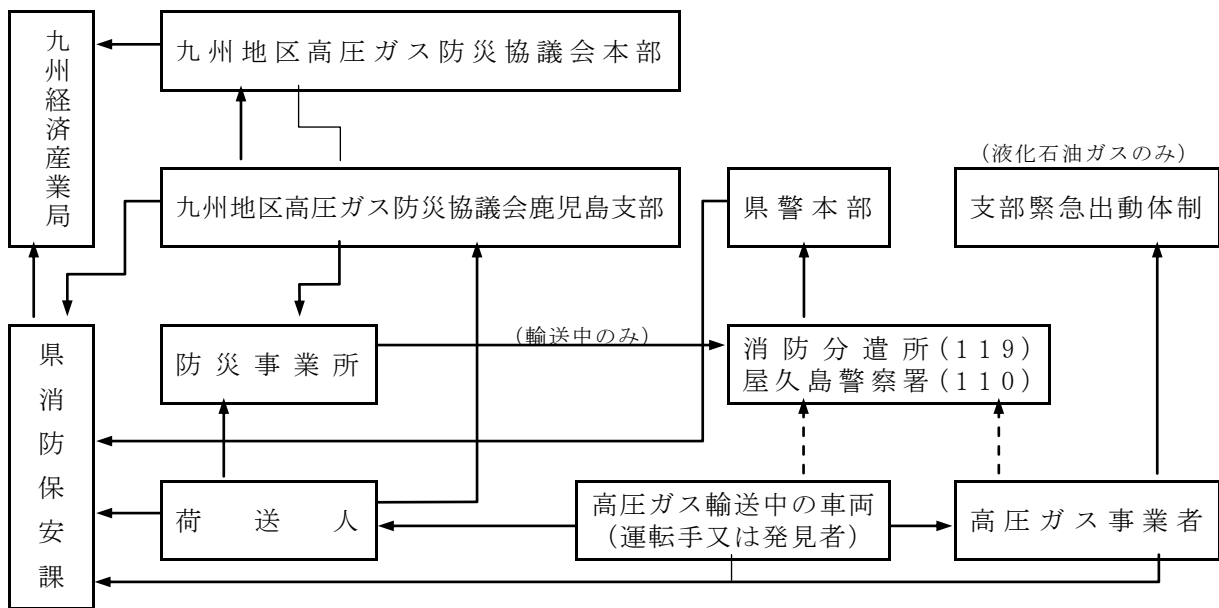 九州経済産業局
九州地区高圧ガス防災協議会本部
(液化石油ガスのみ)
九州地区高圧ガス防災協議会鹿児島支部
県警本部
支部緊急出動体制
県消防保安課
防災事業所
(輸送中のみ)
消防分遣所(119)
屋久島警察署(110)
荷送人
高圧ガス輸送中の車両
(運転手又は発見者)
高圧ガス事業者